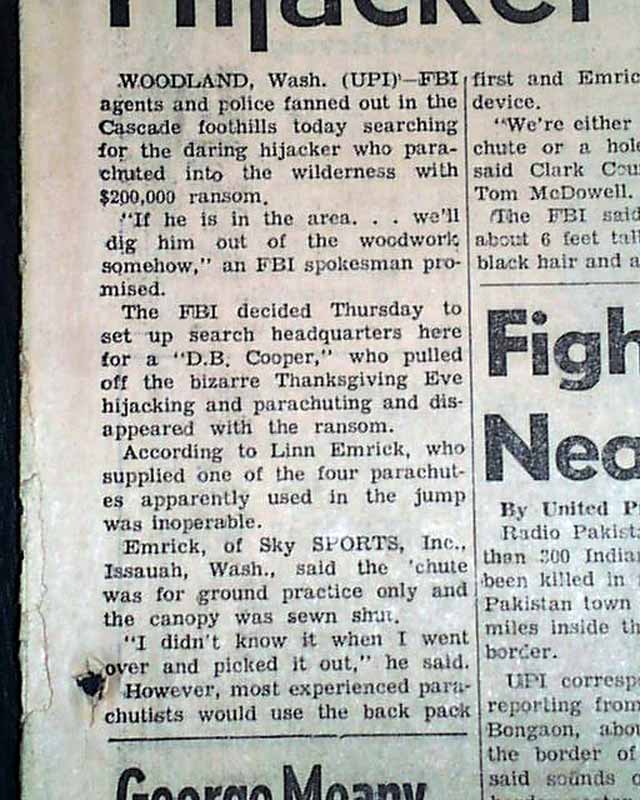 Hijacker
WOODLAND, Wash. (UPI)—FBI
agents and police fanned out in the
Cascade foothills today searching
for the daring hijacker who para-
chuted into the wilderness with
$200,000 ransom.
"If he is in the area. . . we'll
dig him out of the woodwork
somehow," an FBI spokesman pro-
mised.
The FBI decided Thursday to
set up search headquarters here
for a "D.B. Cooper," who pulled
off the bizarre Thanksgiving Eve
hijacking and parachuting and dis-
appeared with the ransom.
According to Linn Emrick, who
supplied one of the four parachut-
es apparently used in the jump
was inoperable.
Emrick, of Sky SPORTS, Inc.,
Issauah, Wash., said the 'chute
was for ground practice only and
the canopy was sewn shut.
"I didn't know it when I went
over and picked it out," he said.
However, most experienced para-
chutists would use the back pack
George Meany
first and Emric
device.
"We're either
chute or a hole
said Clark Cou
Tom McDowell.
The FBI said
about 6 feet tall
black hair and a
Figh
Nea
By United P
Radio Pakist
than 300 Indian
been killed in
Pakistan town
miles inside th
border.
UPI corresp
reporting from
Bongaon, abou
the border of
said sounds o